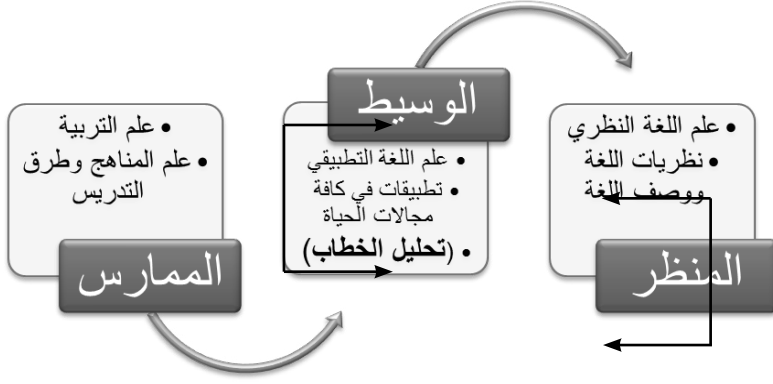 علم اللغة النظري
نظريات اللغة
ووصف اللغة
المنظر
الوسيط
علم اللغة التطبيقي
تطبيقات في كافة
مجالات الحياة
(تحليل الخطاب)
علم التربية
علم المناهج وطرق
التدريس
الممارس